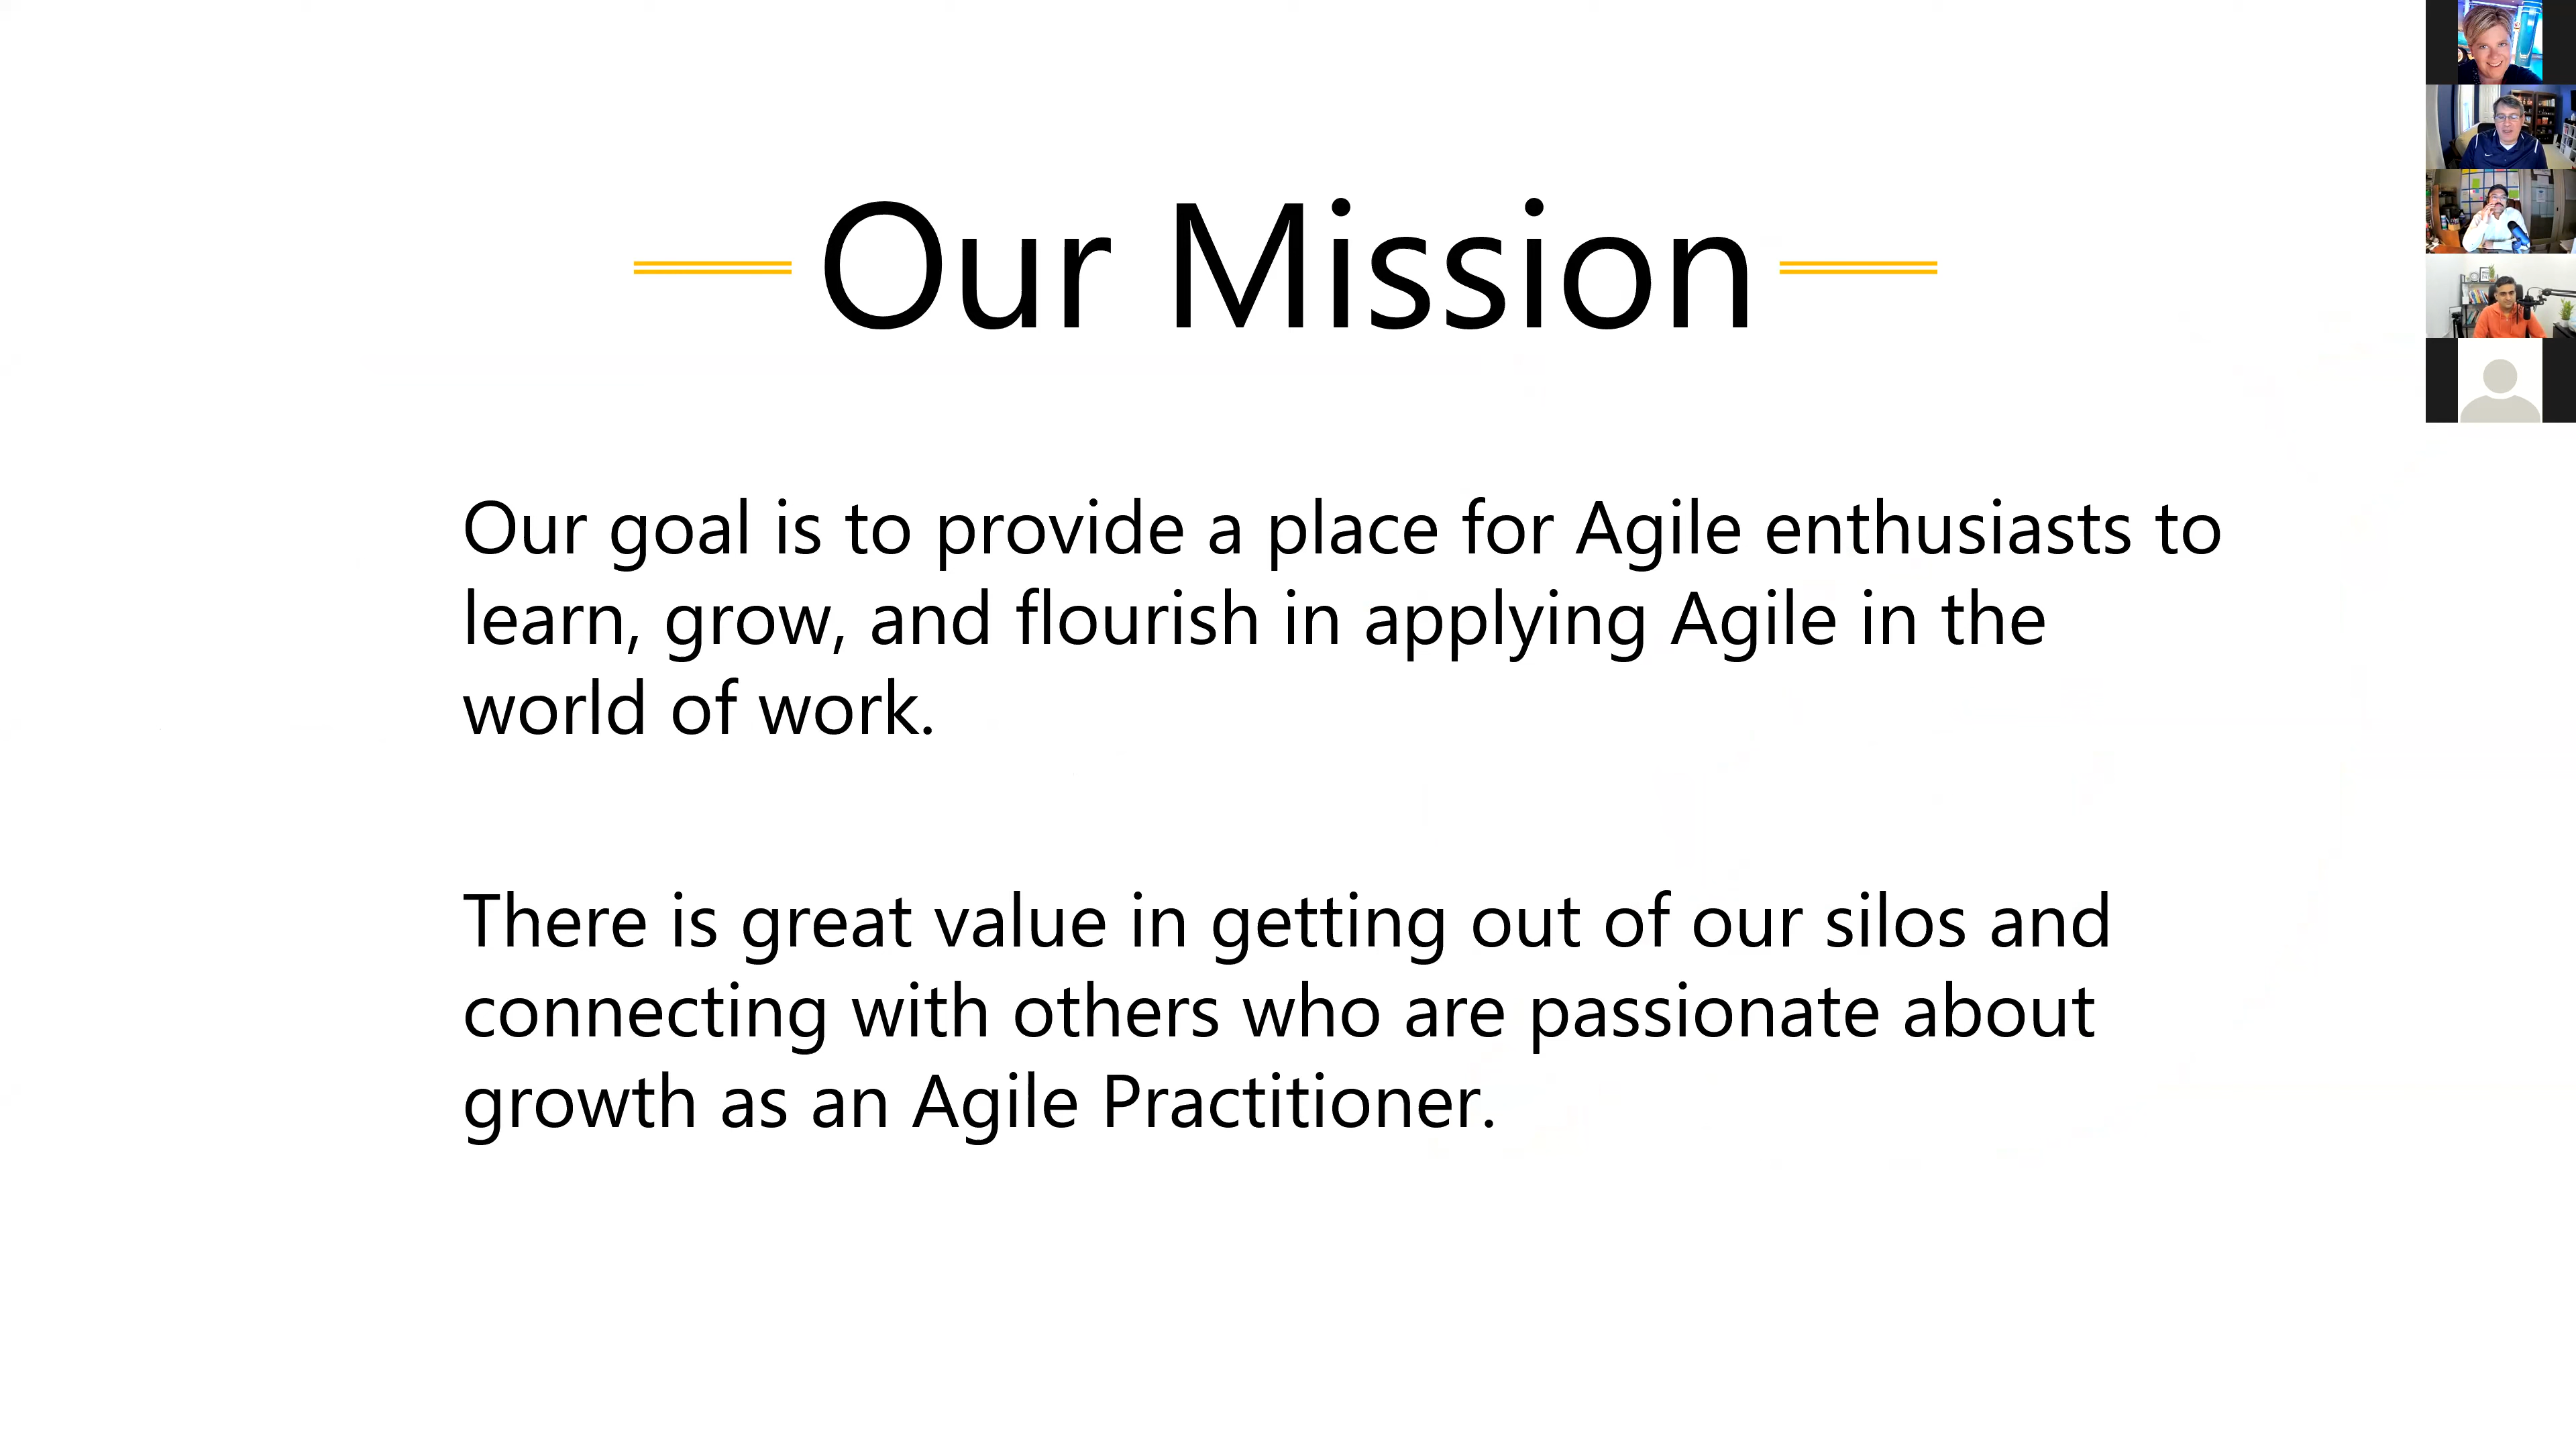 Our Mission
Our goal is to provide a place for Agile enthusiasts to
learn, grow, and flourish in applying Agile in the
world of work.
There is great value in getting out of our silos and
connecting with others who are passionate about
growth as an Agile Practitioner.